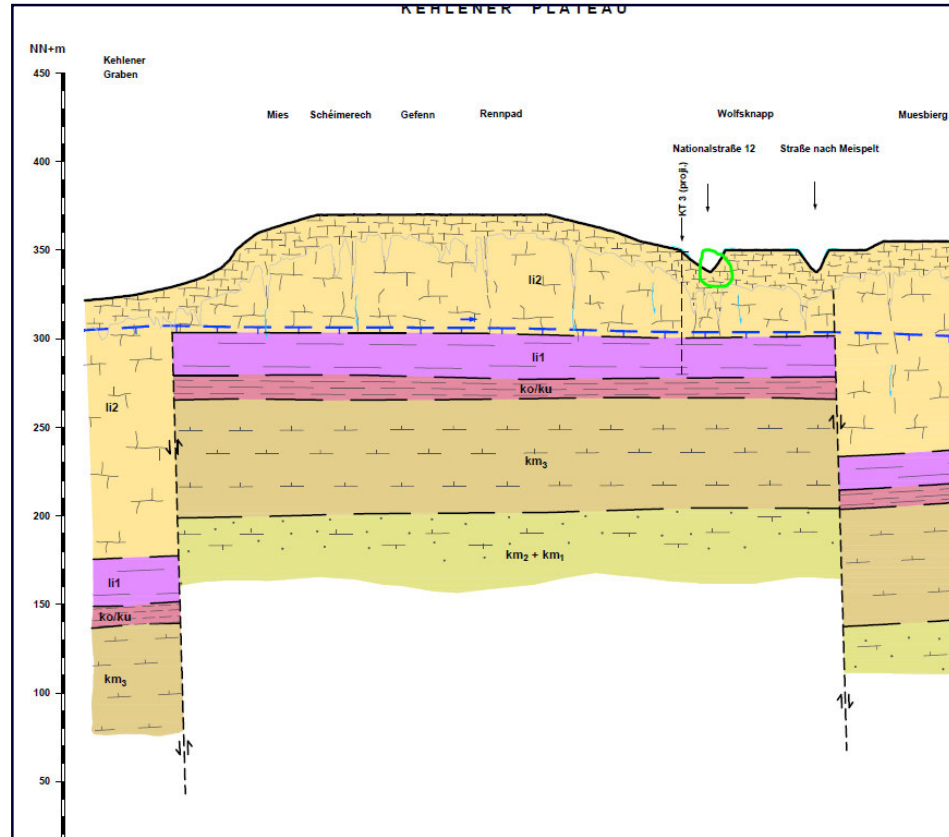 KEHLENER PLATEAU
NN+m
Kehlener
Graben
450
400
350
300
250
200
150
100
50
Mies
Schéimerech
Gefenn
Rennpad
Wolfsknapp
Muesbierg
Nationalstraße 12
Straße nach Meispelt
KT 3 (projl.)
li2
li1
ko/ku
km3
km2 + km1
li2
li1
ko/ku
km3